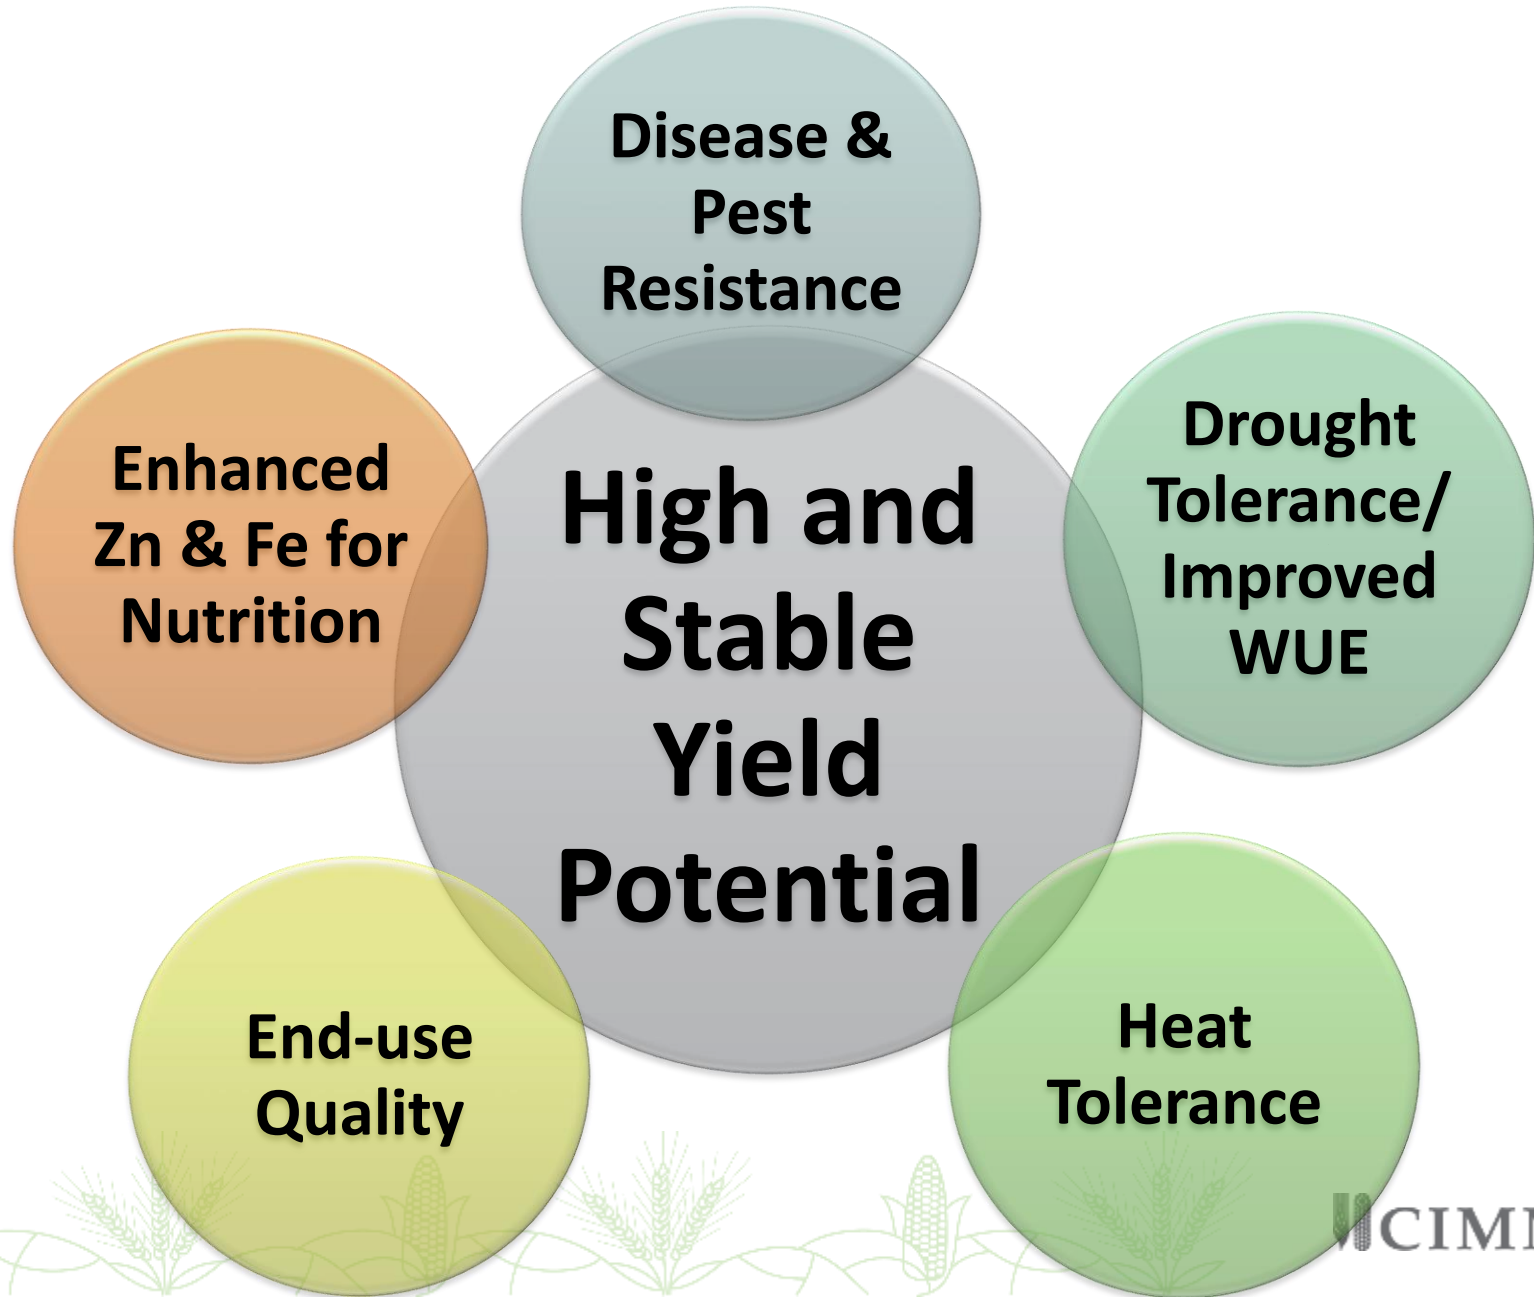 Disease &
Pest
Resistance
Enhanced
Zn & Fe for
Nutrition
High and
Stable
Yield
Potential
Drought
Tolerance/
Improved
WUE
End-use
Quality
Heat
Tolerance